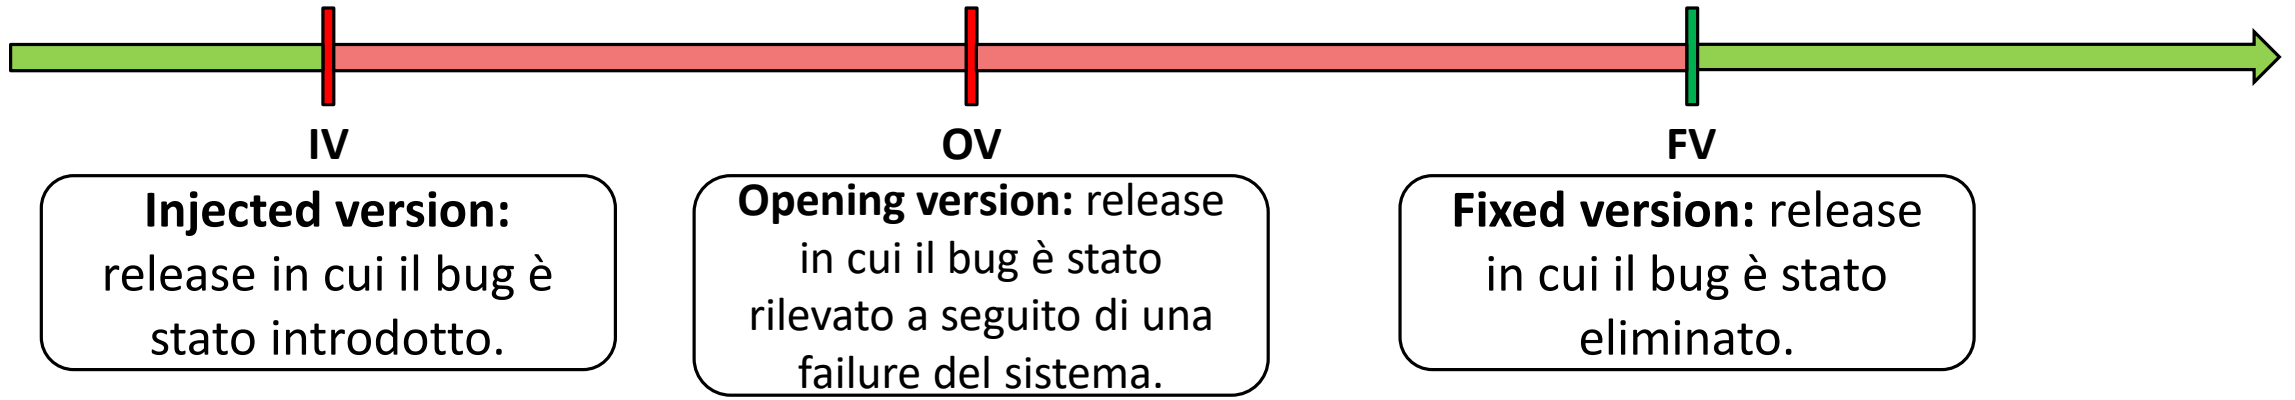 IV
OV
FV
Injected version:
release in cui il bug è
stato introdotto.
Opening version: release
in cui il bug è stato
rilevato a seguito di una
failure del sistema.
Fixed version: release
in cui il bug è stato
eliminato.